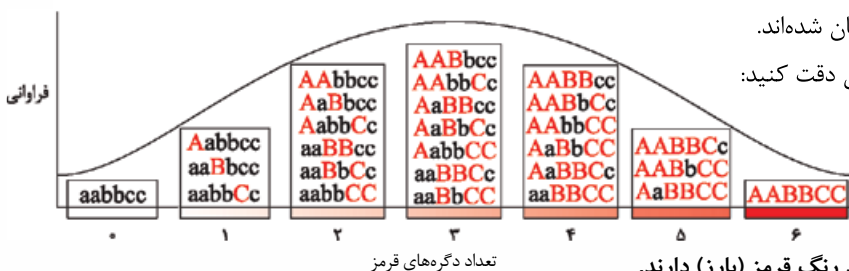 ان شده‌اند.
دقت کنید:
فراوانی
aabbcc
Aabbcc
aaBbcc
aabbCc
AAbbcc
AaBbcc
AabbCc
aaBBcc
aaBbCc
aabbCC
AABbcc
AAbbCc
AaBBcc
AaBbCc
AabbCC
aaBBCc
aaBbCC
AABBcc
AABbCc
AAbbCC
AaBbCC
AaBBCc
aaBBCC
AABBCc
AABbCC
AaBBCC
AABBCC
۰ ۱ ۲ ۳ ۴ ۵ ۶
تعداد دگره‌های قرمز
رنگ قرمز (بارز) دارند.